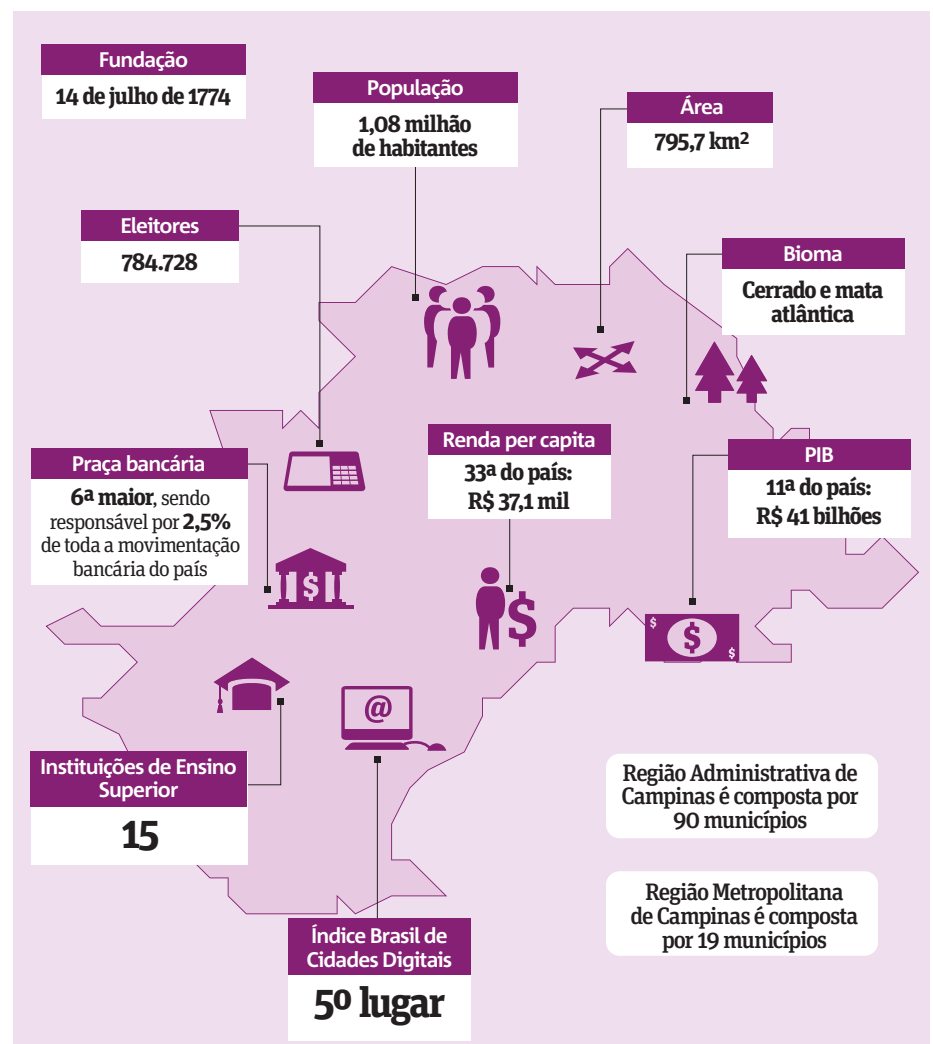 Fundação
14 de julho de 1774
População
1,08 milhão
de habitantes
Área
795,7 km²
Eleitores
784.728
Bioma
Cerrado e mata
atlântica
Praça bancária
6ª maior, sendo
responsável por 2,5%
de toda a movimentação
bancária do país
$
Renda per capita
33ª do país:
R$ 37,1 mil
$
PIB
11ª do país:
R$ 41 bilhões
$
$
$
@
Instituições de Ensino
Superior
15
Índice Brasil de
Cidades Digitais
5º lugar
Região Administrativa de
Campinas é composta por
90 municípios
Região Metropolitana
de Campinas é composta
por 19 municípios